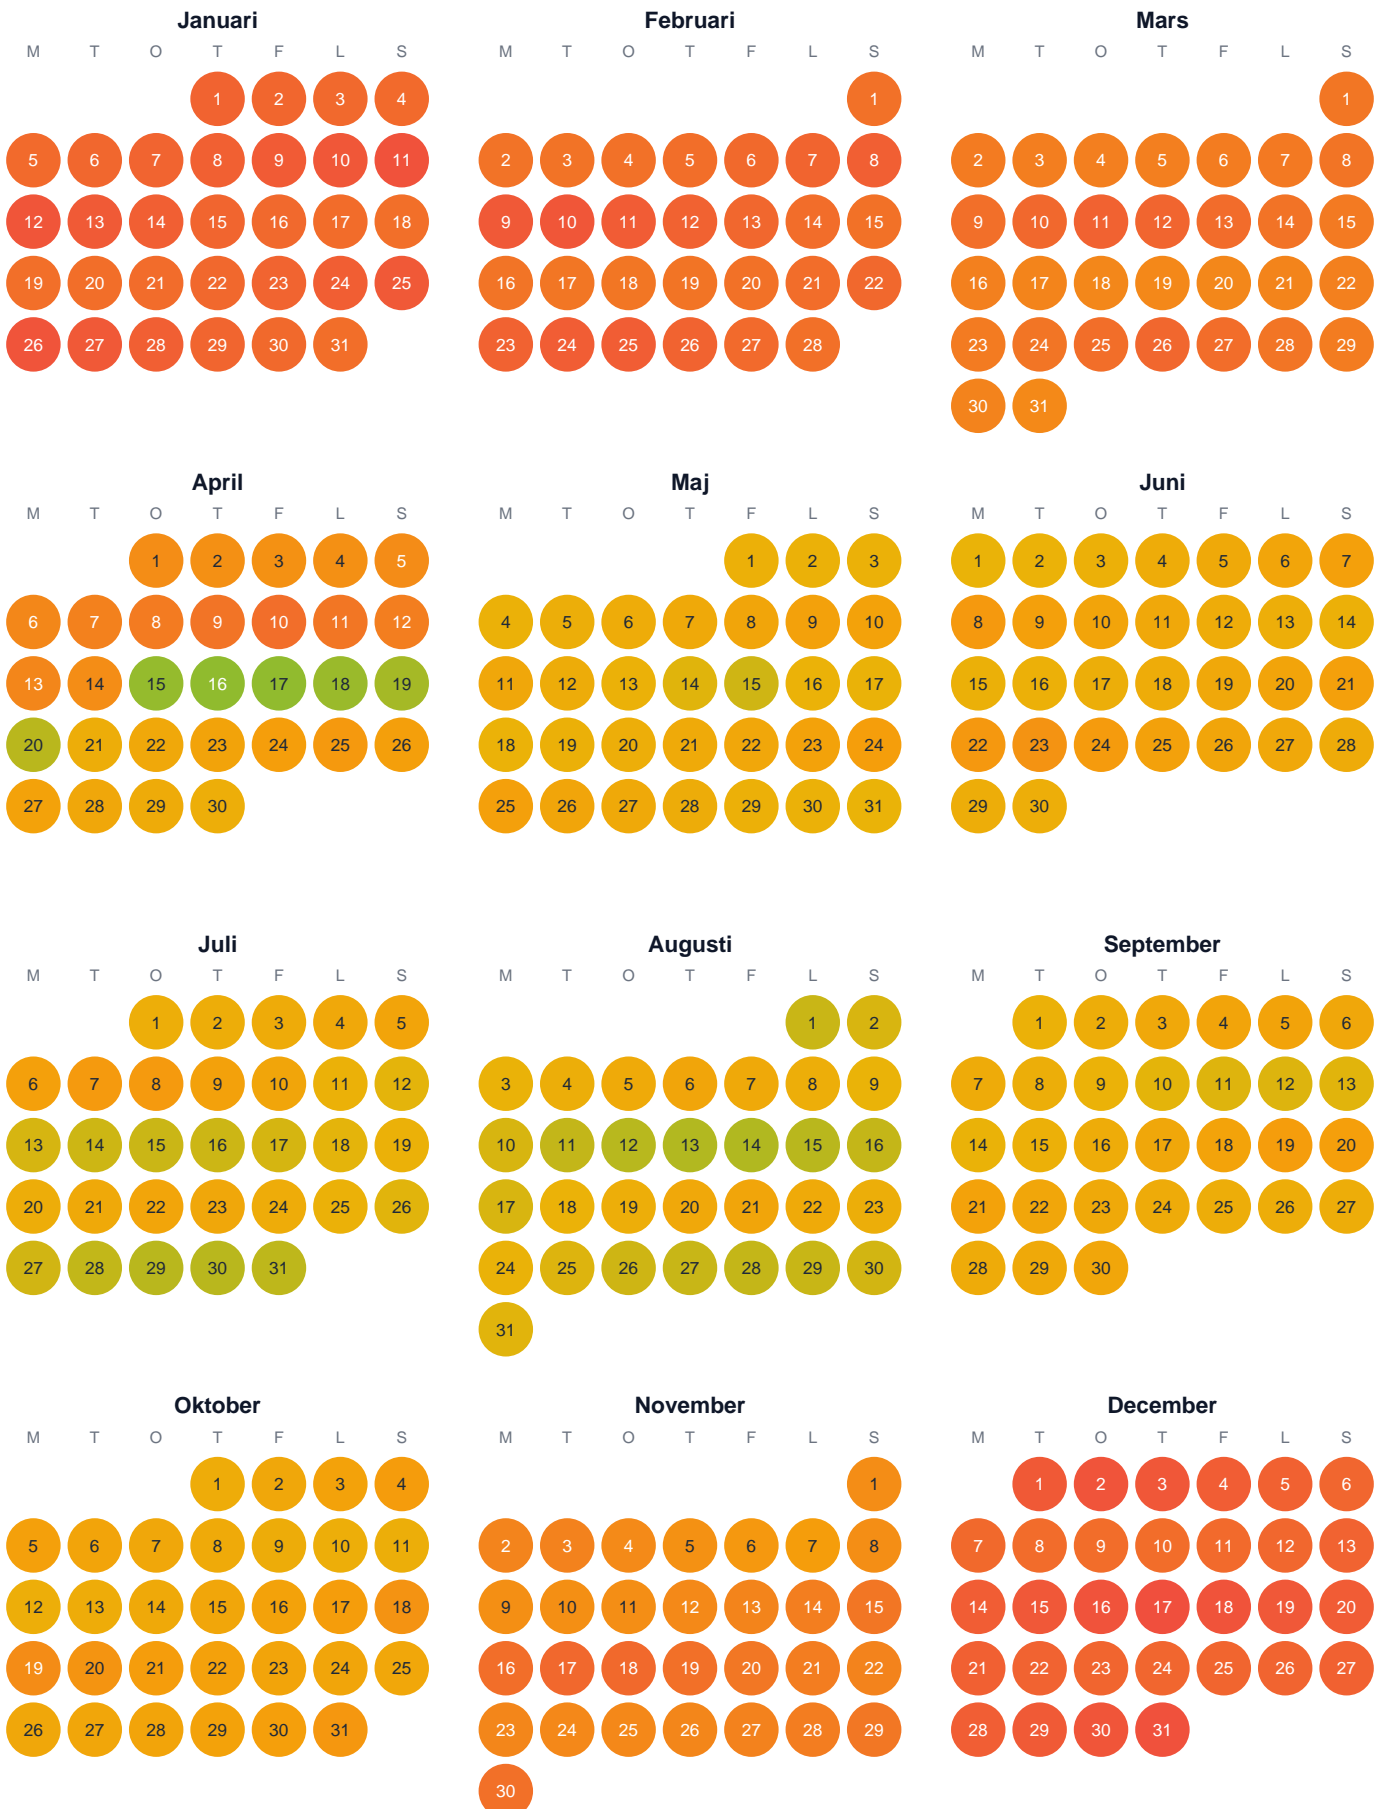 Januari Februari Mars
M T O T F L S M T O T F L S M T O T F L S
1 2 3 4 1 1
5 6 7 8 9 10 11 2 3 4 5 6 7 8 2 3 4 5 6 7 8
12 13 14 15 16 17 18 9 10 11 12 13 14 15 9 10 11 12 13 14 15
19 20 21 22 23 24 25 16 17 18 19 20 21 22 16 17 18 19 20 21 22
26 27 28 29 30 31 23 24 25 26 27 28 23 24 25 26 27 28 29
30 31
April Maj Juni
M T O T F L S M T O T F L S M T O T F L S
1 2 3 4 5 1 2 3 1 2 3 4 5 6 7
6 7 8 9 10 11 12 4 5 6 7 8 9 10 8 9 10 11 12 13 14
13 14 15 16 17 18 19 11 12 13 14 15 16 17 15 16 17 18 19 20 21
20 21 22 23 24 25 26 18 19 20 21 22 23 24 22 23 24 25 26 27 28
27 28 29 30 25 26 27 28 29 30 31 29 30
Juli Augusti September
M T O T F L S M T O T F L S M T O T F L S
1 2 3 4 5 1 2 1 2 3 4 5 6
6 7 8 9 10 11 12 3 4 5 6 7 8 9 7 8 9 10 11 12 13
13 14 15 16 17 18 19 10 11 12 13 14 15 16 14 15 16 17 18 19 20
20 21 22 23 24 25 26 17 18 19 20 21 22 23 21 22 23 24 25 26 27
27 28 29 30 31 24 25 26 27 28 29 30 28 29 30
31
Oktober November December
M T O T F L S M T O T F L S M T O T F L S
1 2 3 4 1 1 2 3 4 5 6
5 6 7 8 9 10 11 2 3 4 5 6 7 8 7 8 9 10 11 12 13
12 13 14 15 16 17 18 9 10 11 12 13 14 15 14 15 16 17 18 19 20
19 20 21 22 23 24 25 16 17 18 19 20 21 22 21 22 23 24 25 26 27
26 27 28 29 30 31 23 24 25 26 27 28 29 28 29 30 31
30